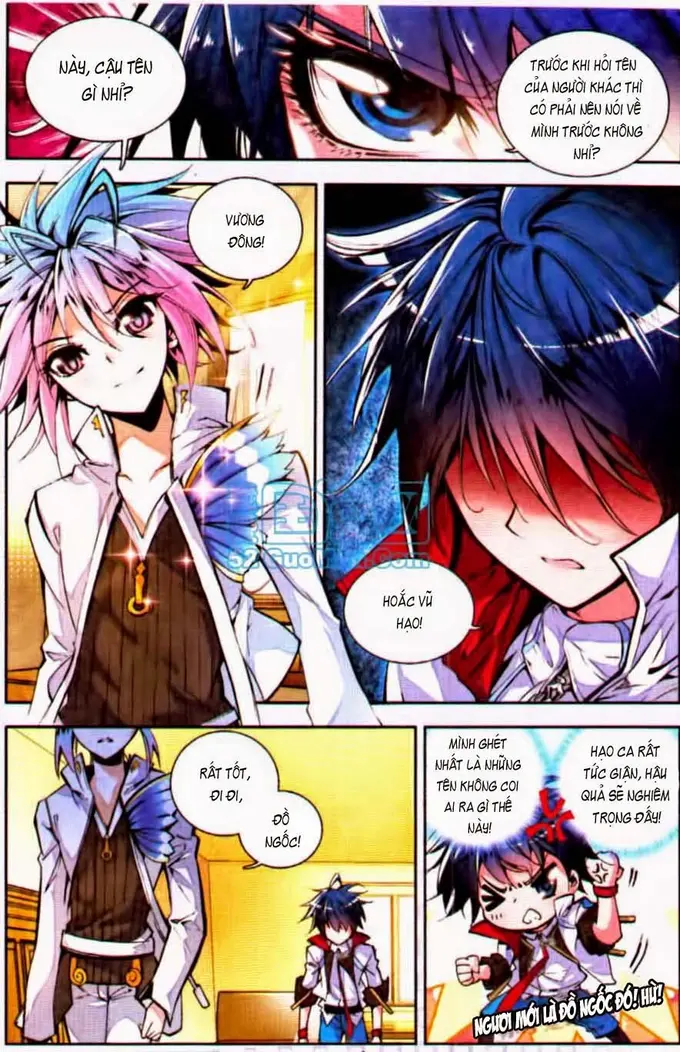 NÀY, CẬU TÊN
GÌ NHỈ?
TRƯỚC KHI HỎI TÊN
CỦA NGƯỜI KHÁC THÌ
CÓ PHẢI NÊN NÓI VỀ
MÌNH TRƯỚC KHÔNG
NHỈ?
VƯƠNG
ĐÔNG!
HOẮC VŨ
HẠO!
RẤT TỐT,
ĐI ĐI,
ĐỒ
NGỐC!
MÌNH GHÉT
NHẤT LÀ NHỮNG
TÊN KHÔNG COI
AI RA GÌ THẾ
NÀY!
HẠO CA RẤT
TỨC GIẬN, HẬU
QUẢ SẼ NGHIÊM
TRỌNG ĐẤY!
NGƯƠI MỚI LÀ ĐỒ NGỐC ĐÓ! HỪ!